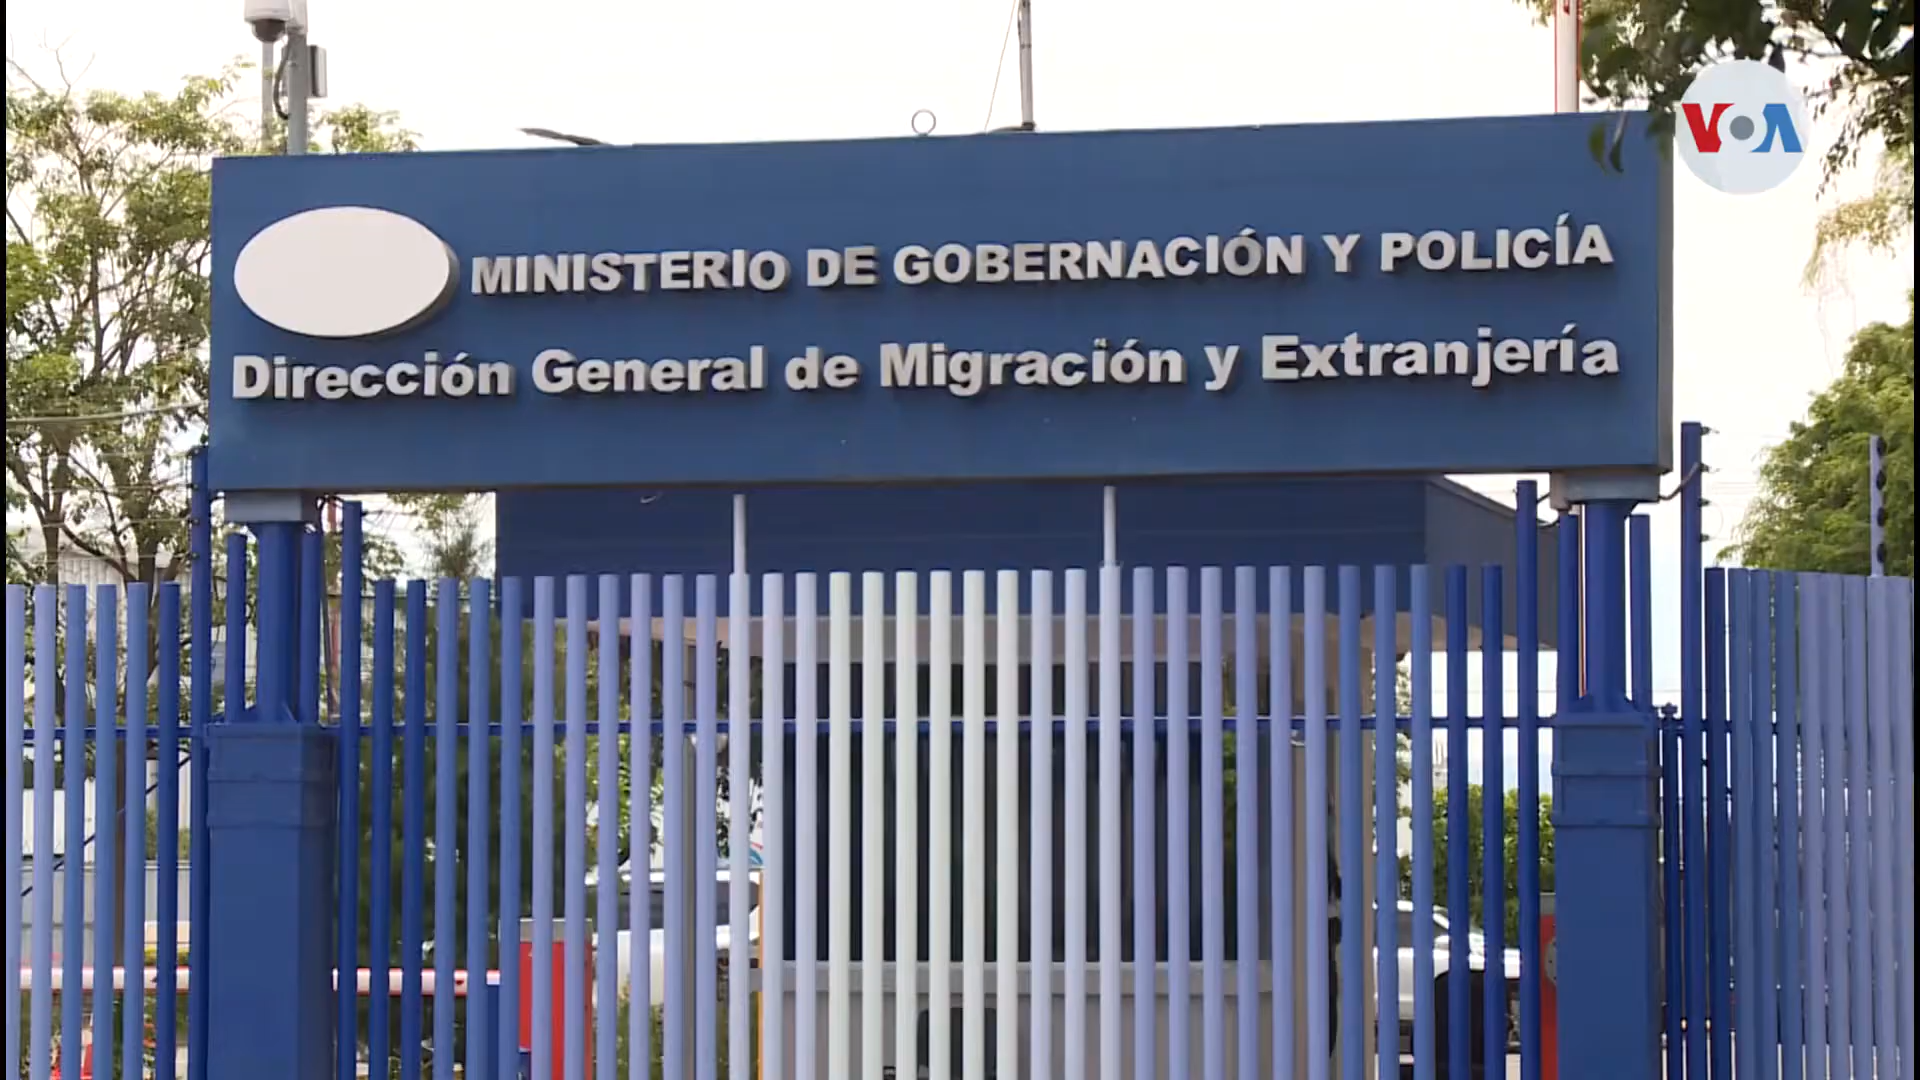 VOA
MINISTERIO DE GOBERNACIÓN Y POLICÍA
Dirección General de Migración y Extranjería